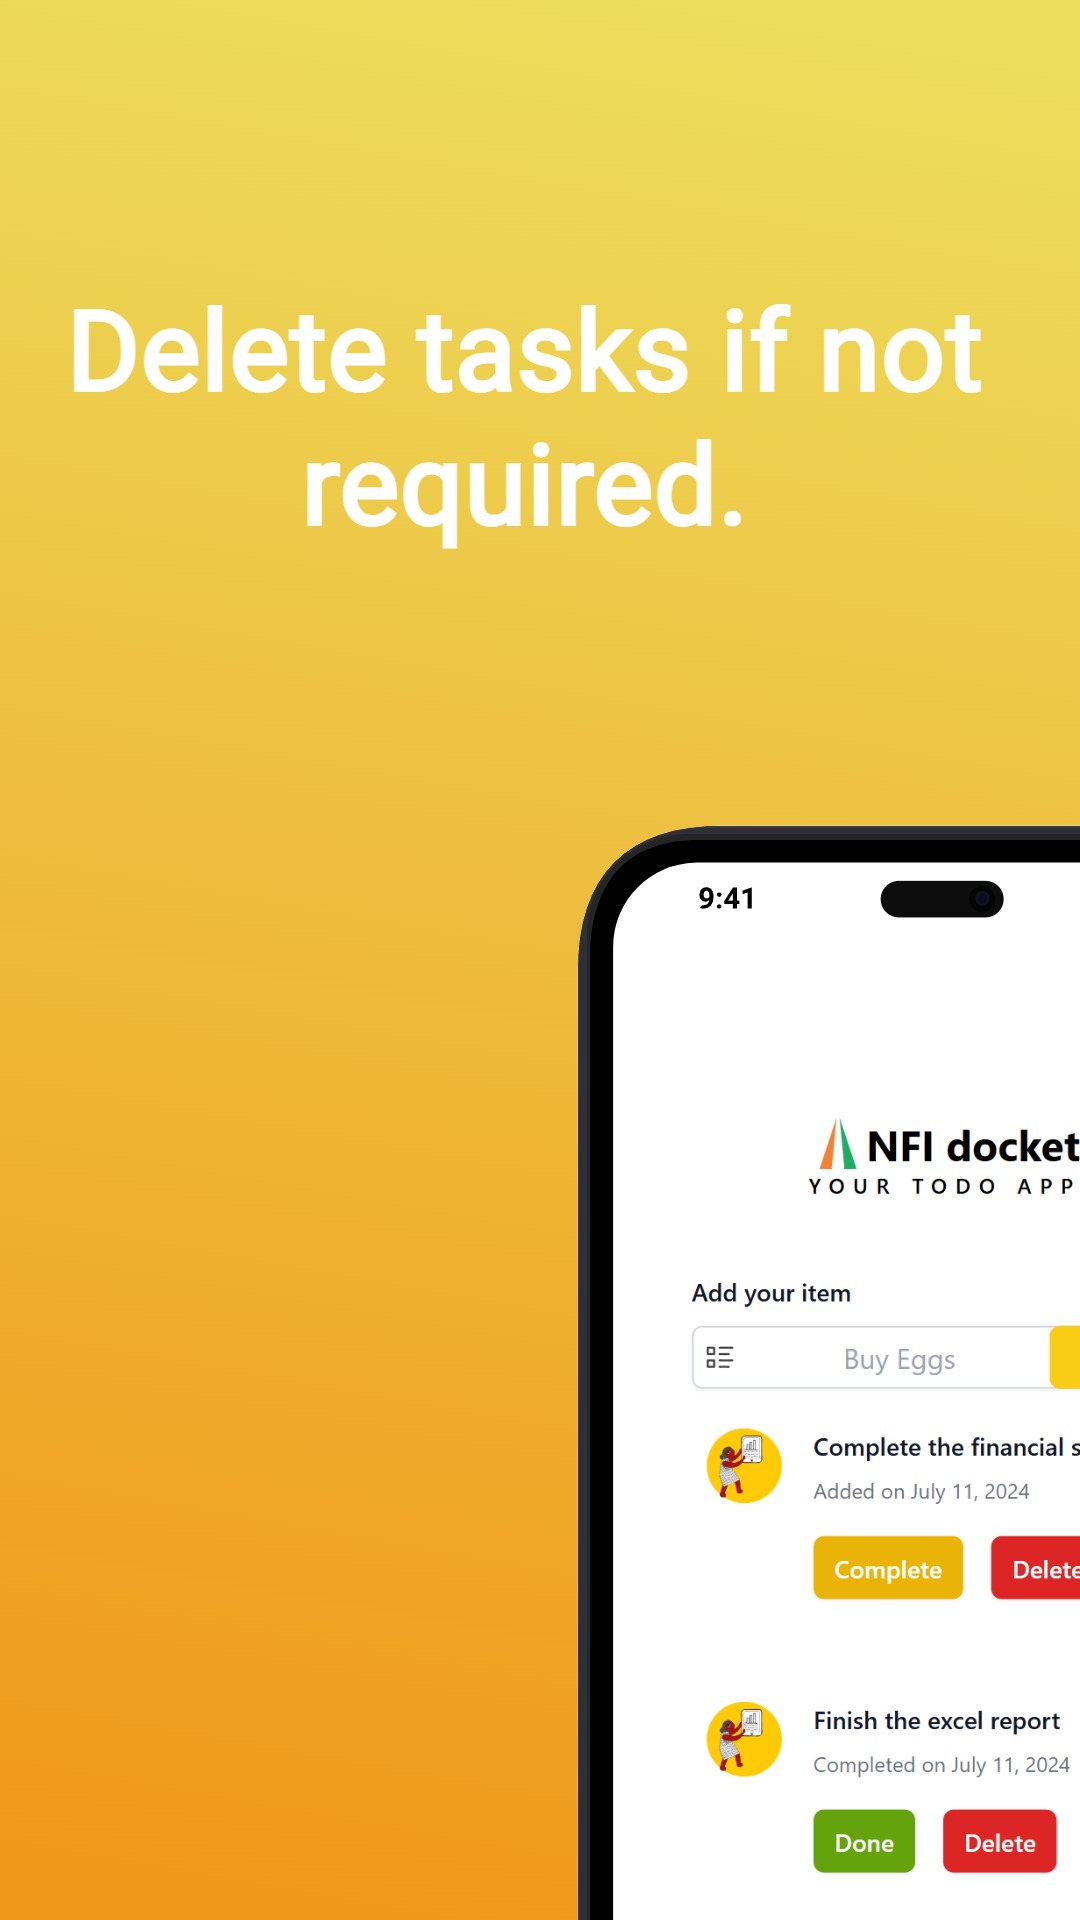 Delete tasks if not
required.
9:41
NFI docket
YOUR TODO APP
Add your item
Buy Eggs
Complete the financial s
Added on July 11, 2024
Complete Delete
Finish the excel report
Completed on July 11, 2024
Done Delete